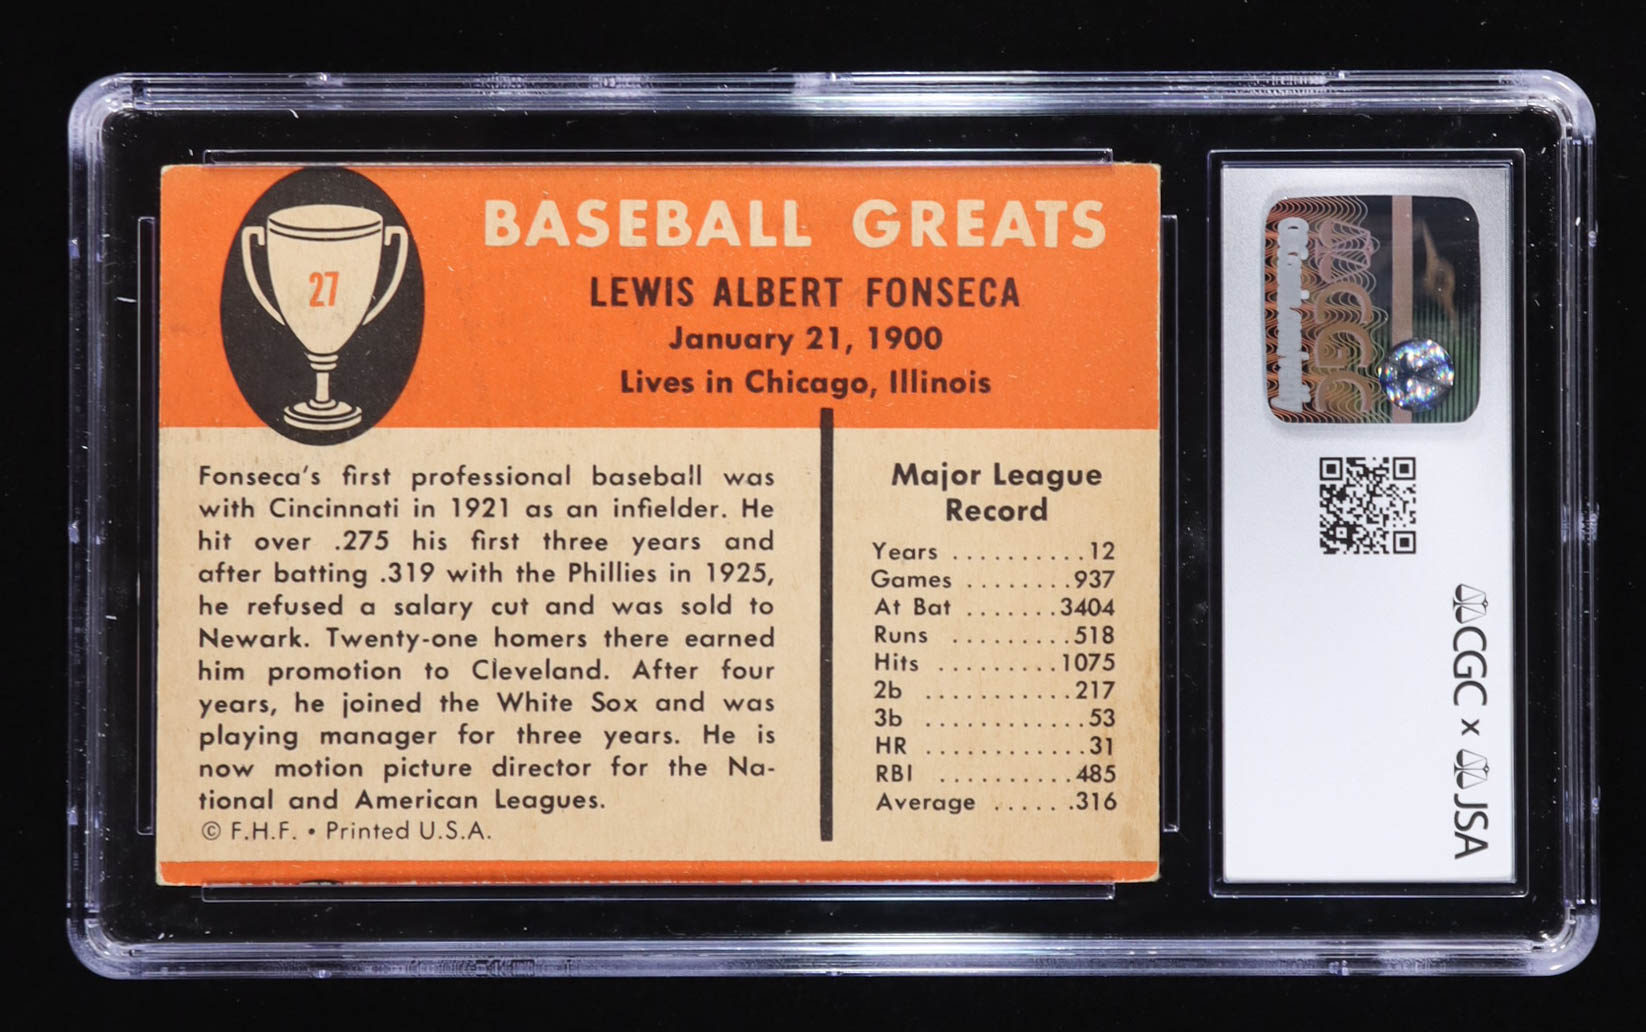 27
BASEBALL GREATS
LEWIS ALBERT FONSECA
January 21, 1900
Lives in Chicago, Illinois
Fonseca's first professional baseball was
with Cincinnati in 1921 as an infielder. He
hit over .275 his first three years and
after batting .319 with the Phillies in 1925,
he refused a salary cut and was sold to
Newark. Twenty-one homers there earned
him promotion to Cleveland. After four
years, he joined the White Sox and was
playing manager for three years. He is
now motion picture director for the Na-
tional and American Leagues.
© F.H.F. • Printed U.S.A.
Major League
Record
Years ..........12
Games ........937
At Bat .......3404
Runs .........518
Hits .........1075
2b ...........217
3b ............53
HR ............31
RBI ..........485
Average ......316
CGC
CGC x JSA